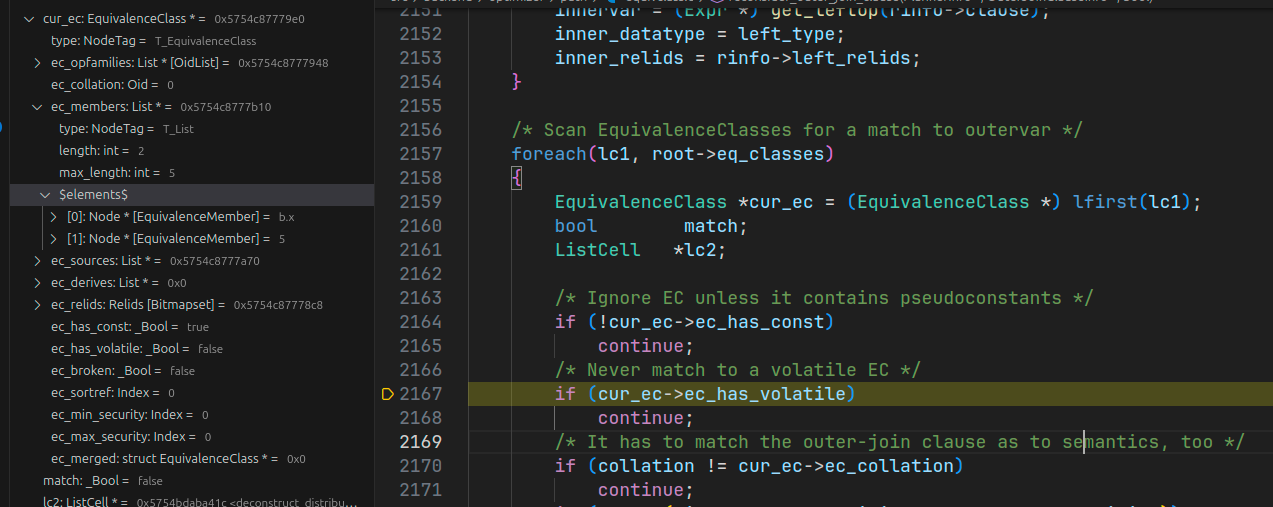 cur_ec: EquivalenceClass * = 0x5754c87779e0
type: NodeTag = T_EquivalenceClass
ec_opfamilies: List * [OidList] = 0x5754c8777948
ec_collation: Oid = 0
ec_members: List * = 0x5754c8777b10
type: NodeTag = T_List
length: int = 2
max_length: int = 5
$elements$
[0]: Node * [EquivalenceMember] = b.x
[1]: Node * [EquivalenceMember] = 5
ec_sources: List * = 0x5754c8777a70
ec_derives: List * = 0x0
ec_relids: Relids [Bitmapset] = 0x5754c87778c8
ec_has_const: _Bool = true
ec_has_volatile: _Bool = false
ec_broken: _Bool = false
ec_sortref: Index = 0
ec_min_security: Index = 0
ec_max_security: Index = 0
ec_merged: struct EquivalenceClass * = 0x0
match: _Bool = false
lc2: ListCell * = 0x5754bdaba41c <deconstruct_distribu...
2151 innervar = (Expr *) get_leftop(rinfo->clause);
2152 inner_datatype = left_type;
2153 inner_relids = rinfo->left_relids;
2154 }
2155
2156 /* Scan EquivalenceClasses for a match to outervar */
2157 foreach(lc1, root->eq_classes)
2158 {
2159 EquivalenceClass *cur_ec = (EquivalenceClass *) lfirst(lc1);
2160 bool match;
2161 ListCell *lc2;
2162
2163 /* Ignore EC unless it contains pseudoconstants */
2164 if (!cur_ec->ec_has_const)
2165 continue;
2166 /* Never match to a volatile EC */
2167 if (cur_ec->ec_has_volatile)
2168 continue;
2169 /* It has to match the outer-join clause as to semantics, too */
2170 if (collation != cur_ec->ec_collation)
2171 continue;